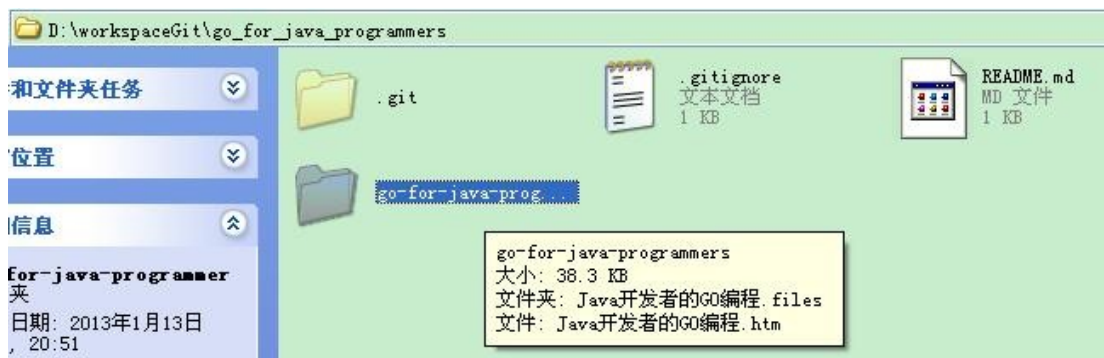 D:\workspaceGit\go_for_java_programmers
和文件夹任务
位置
信息
for-java-programmer
夹
日期: 2013年1月13日
, 20:51
.git
.gitignore
文本文档
1 KB
README.md
MD 文件
1 KB
go-for-java-prog...
go-for-java-programmers
大小: 38.3 KB
文件夹: Java开发者的GO编程.files
文件: Java开发者的GO编程.htm